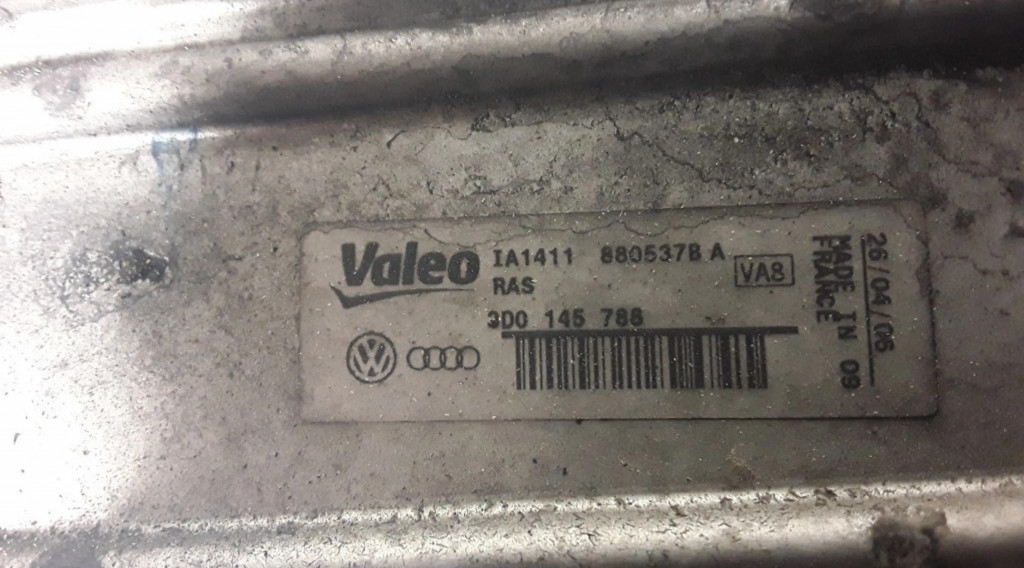 Valeo
IA1411 880537B A
VA8
RAS
3D0 145 788
MADE IN 09
FRANCE
26/04/06